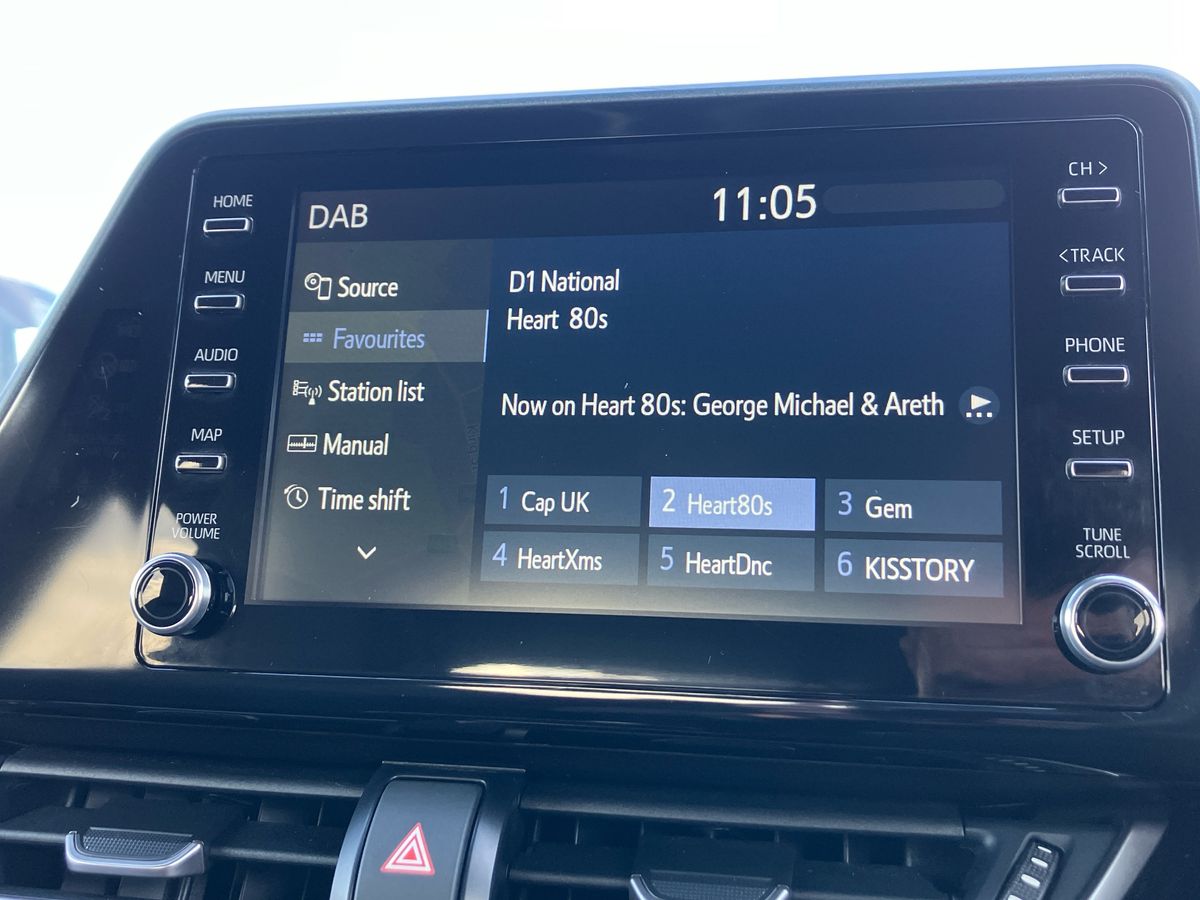 HOME
MENU
AUDIO
MAP
POWER
VOLUME
DAB
11:05
Source
Favourites
Station list
Manual
Time shift
D1 National
Heart 80s
Now on Heart 80s: George Michael & Areth
1 Cap UK
2 Heart80s
3 Gem
4 HeartXms
5 HeartDnc
6 KISSTORY
CH >
<TRACK
PHONE
SETUP
TUNE
SCROLL